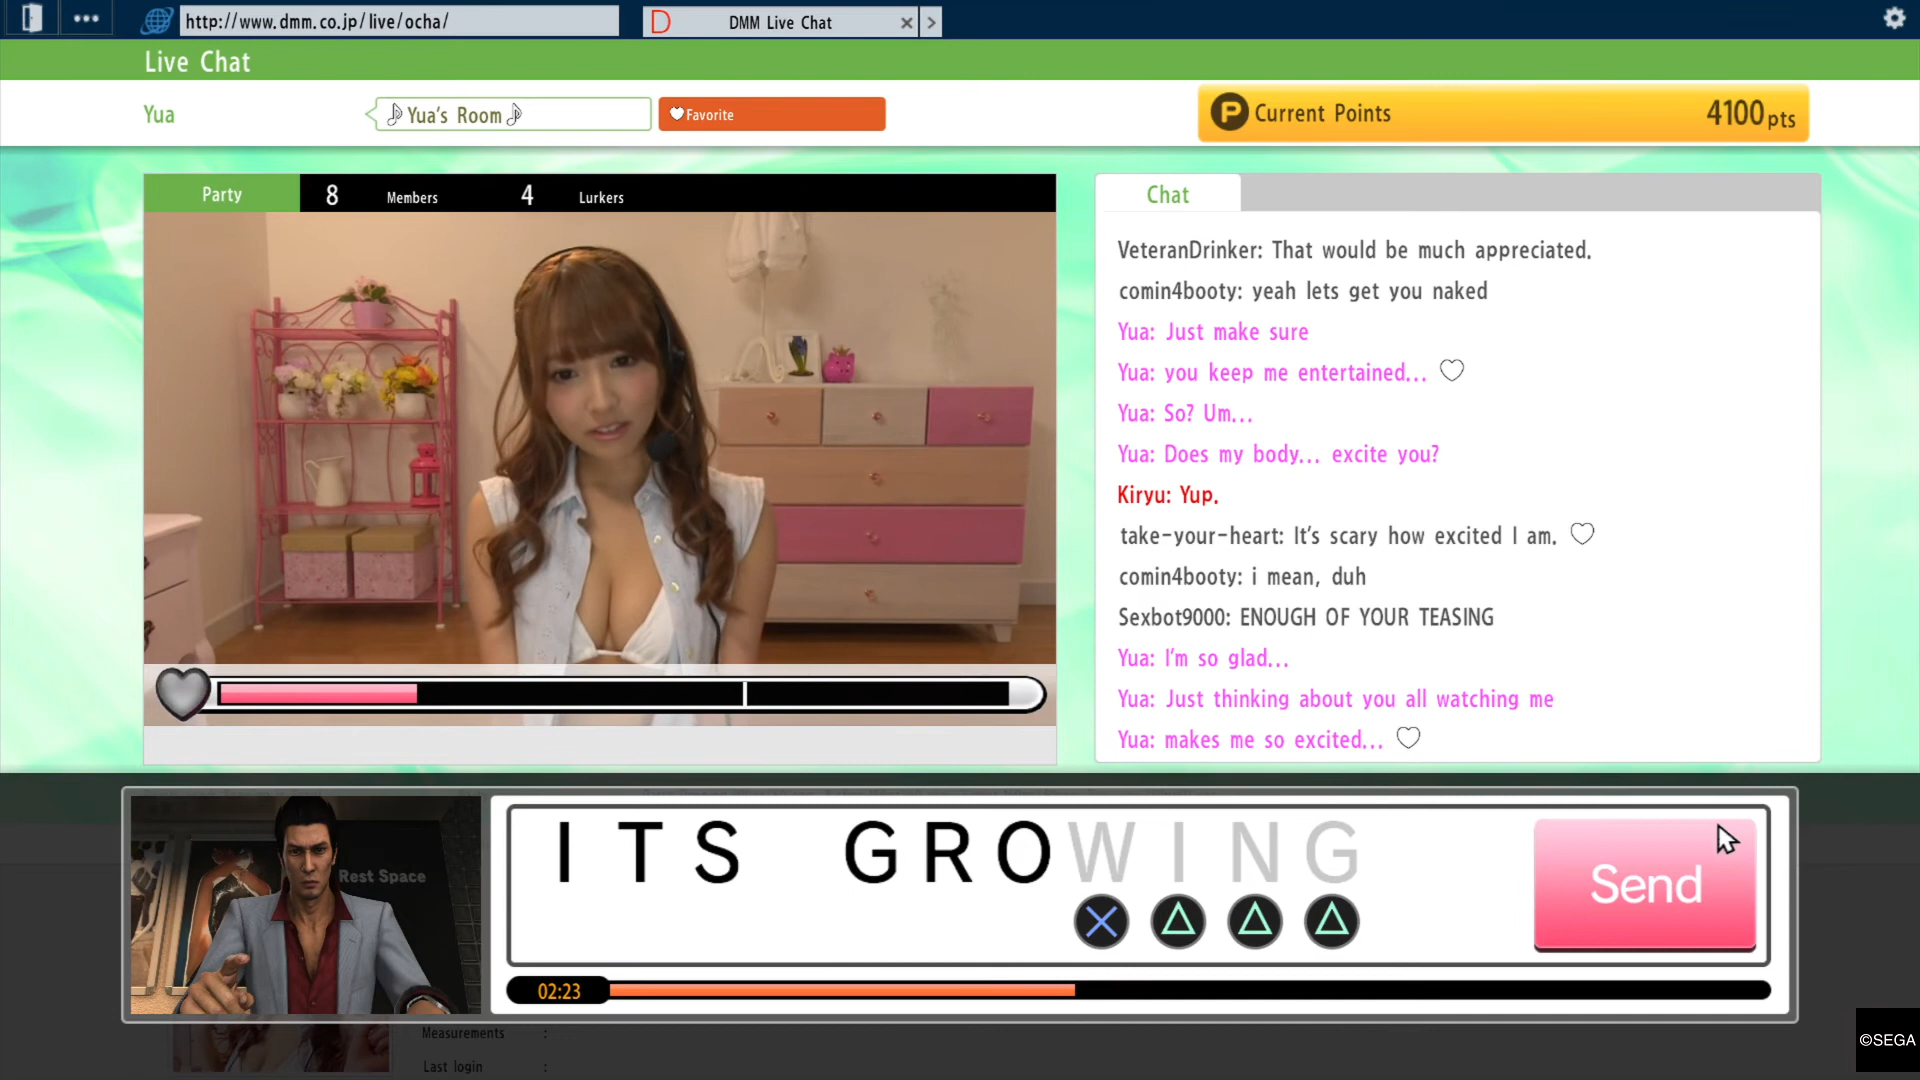 http://www.dmm.co.jp/live/ocha/
D DMM Live Chat
Live Chat
Yua
Yua's Room
Favorite
P Current Points 4100pts
Party 8 Members 4 Lurkers
Chat
VeteranDrinker: That would be much appreciated.
comin4booty: yeah lets get you naked
Yua: Just make sure
Yua: you keep me entertained...
Yua: So? Um...
Yua: Does my body... excite you?
Kiryu: Yup.
take-your-heart: It's scary how excited I am.
comin4booty: i mean, duh
Sexbot9000: ENOUGH OF YOUR TEASING
Yua: I'm so glad...
Yua: Just thinking about you all watching me
Yua: makes me so excited...
Rest Space
ITS GROWING
Send
02:23
Measurements :
Last login :
©SEGA